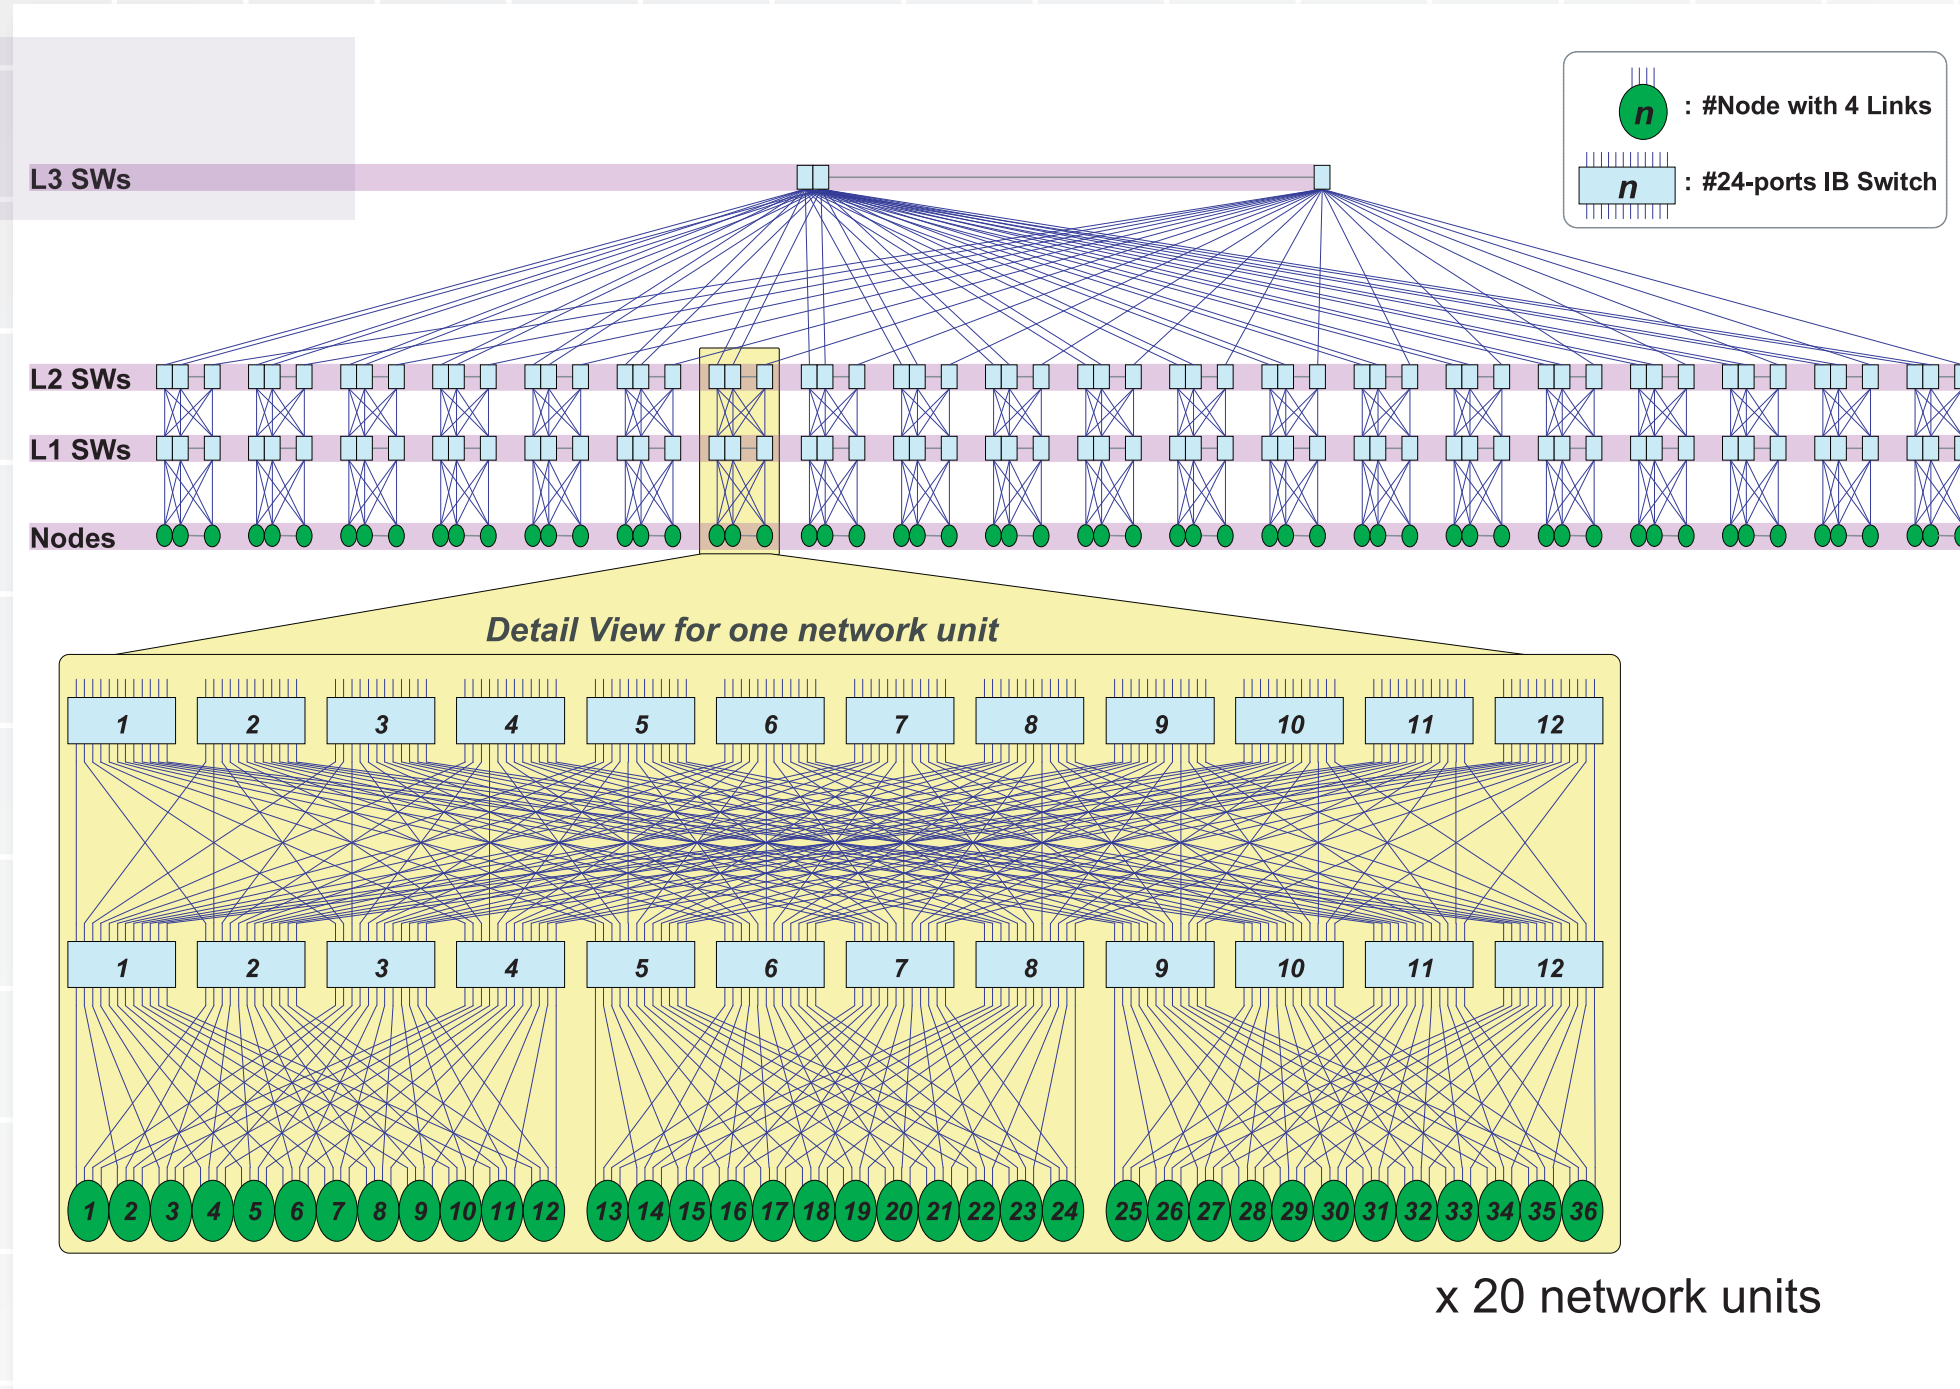 n : #Node with 4 Links
n : #24-ports IB Switch
L3 SWs
L2 SWs
L1 SWs
Nodes
Detail View for one network unit
1 2 3 4 5 6 7 8 9 10 11 12
1 2 3 4 5 6 7 8 9 10 11 12
1 2 3 4 5 6 7 8 9 10 11 12 13 14 15 16 17 18 19 20 21 22 23 24 25 26 27 28 29 30 31 32 33 34 35 36
x 20 network units